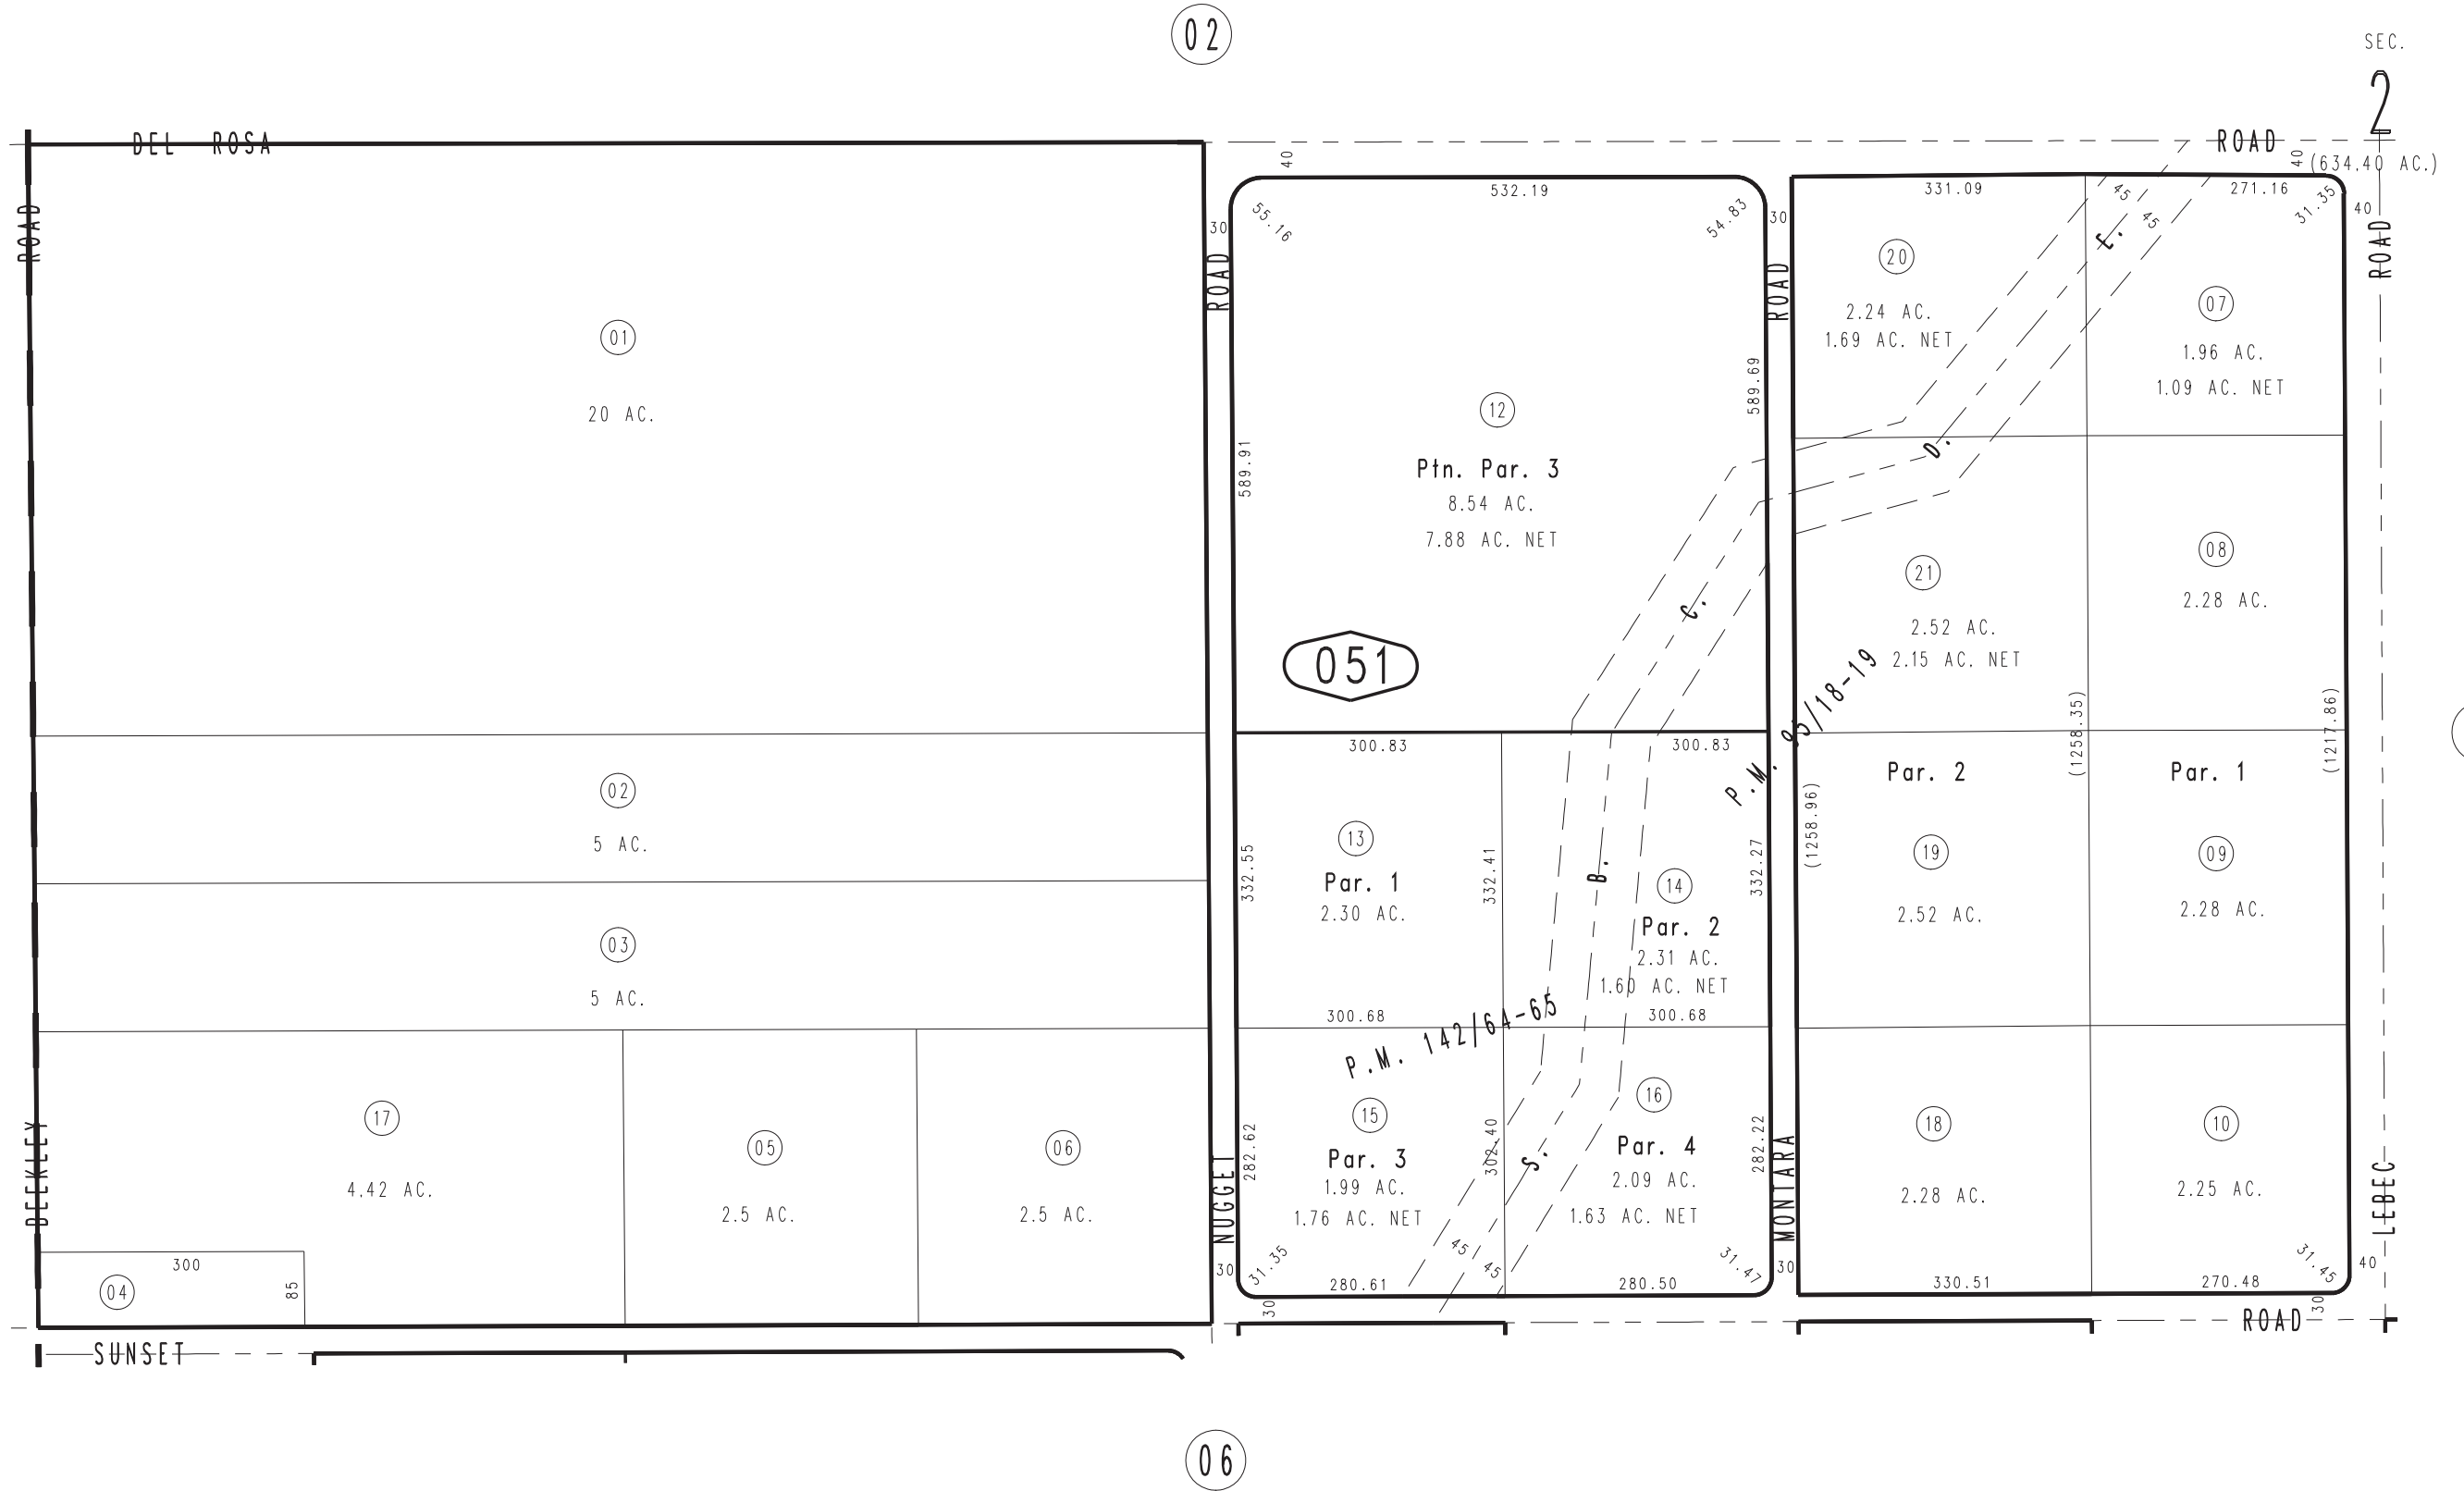 02
SEC.
2
DEL ROSA
ROAD
(634.40 AC.)
40
40
532.19
331.09
271.16
31.35
55.16
54.83
30
30
40
45
45
ROAD
ROAD
ROAD
ROAD
E.
20
2.24 AC.
1.69 AC. NET
07
1.96 AC.
1.09 AC. NET
01
20 AC.
12
Ptn. Par. 3
8.54 AC.
7.88 AC. NET
589.91
589.69
D.
C.
21
2.52 AC.
2.15 AC. NET
08
2.28 AC.
051
P.M. 95/18-19
(1258.35)
(1217.86)
(1258.96)
300.83
300.83
Par. 2
Par. 1
02
5 AC.
13
Par. 1
2.30 AC.
332.55
332.41
332.27
B.
14
Par. 2
2.31 AC.
1.60 AC. NET
19
2.52 AC.
09
2.28 AC.
03
5 AC.
300.68
300.68
P.M. 142/64-65
17
4.42 AC.
05
2.5 AC.
06
2.5 AC.
15
Par. 3
1.99 AC.
1.76 AC. NET
282.62
302.40
282.22
S.
16
Par. 4
2.09 AC.
1.63 AC. NET
18
2.28 AC.
10
2.25 AC.
BEEKLEY
NUGGET
MONTARA
LEBEC
300
85
04
30
31.35
280.61
45
45
280.50
31.47
30
330.51
270.48
31.45
40
30
30
ROAD
SUNSET
06